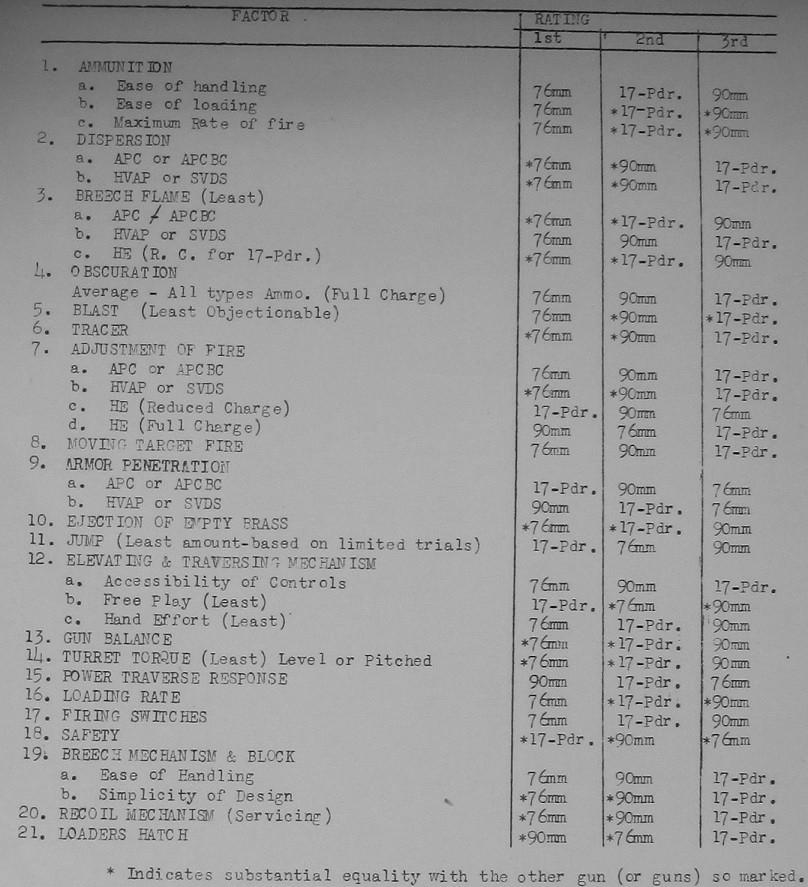 FACTOR . RATING
1st ' 2nd 3rd
1. AMMUNITION
a. Ease of handling 76mm 17-Pdr. 90mm
b. Ease of loading 76mm *17-Pdr. *90mm
c. Maximum Rate of fire 76mm *17-Pdr. *90mm
2. DISPERSION
a. APC or APCBC *76mm *90mm 17-Pdr.
b. HVAP or SVDS *76mm *90mm 17-Pdr.
3. BREECH FLAME (Least)
a. APC / APCBC *76mm *17-Pdr. 90mm
b. HVAP or SVDS 76mm 90mm 17-Pdr.
c. HE (R. C. for 17-Pdr.) *76mm *17-Pdr. 90mm
4. OBSCURATION
Average - All types Ammo. (Full Charge) 76mm 90mm 17-Pdr.
5. BLAST (Least Objectionable) 76mm *90mm *17-Pdr.
6. TRACER *76mm *90mm 17-Pdr.
7. ADJUSTMENT OF FIRE
a. APC or APCBC 76mm 90mm 17-Pdr.
b. HVAP or SVDS *76mm *90mm 17-Pdr.
c. HE (Reduced Charge) 17-Pdr. 90mm 76mm
d. HE (Full Charge) 90mm 76mm 17-Pdr.
8. MOVING TARGET FIRE 76mm 90mm 17-Pdr.
9. ARMOR PENETRATION
a. APC or APCBC 17-Pdr. 90mm 76mm
b. HVAP or SVDS 90mm 17-Pdr. 76mm
10. EJECTION OF EMPTY BRASS *76mm *17-Pdr. 90mm
11. JUMP (Least amount-based on limited trials) 17-Pdr. 76mm 90mm
12. ELEVATING & TRAVERSING MECHANISM
a. Accessibility of Controls 76mm 90mm 17-Pdr.
b. Free Play (Least) 17-Pdr. *76mm *90mm
c. Hand Effort (Least) 76mm 17-Pdr. 90mm
13. GUN BALANCE *76mm *17-Pdr. 90mm
14. TURRET TORQUE (Least) Level or Pitched *76mm *17-Pdr. 90mm
15. POWER TRAVERSE RESPONSE 90mm 17-Pdr. 76mm
16. LOADING RATE 76mm *17-Pdr. *90mm
17. FIRING SWITCHES 76mm 17-Pdr. 90mm
18. SAFETY *17-Pdr. *90mm *76mm
19. BREECH MECHANISM & BLOCK
a. Ease of Handling 76mm 90mm 17-Pdr.
b. Simplicity of Design *76mm *90mm 17-Pdr.
20. RECOIL MECHANISM (Servicing) *76mm *90mm 17-Pdr.
21. LOADERS HATCH *90mm *76mm 17-Pdr.
* Indicates substantial equality with the other gun (or guns) so marked.